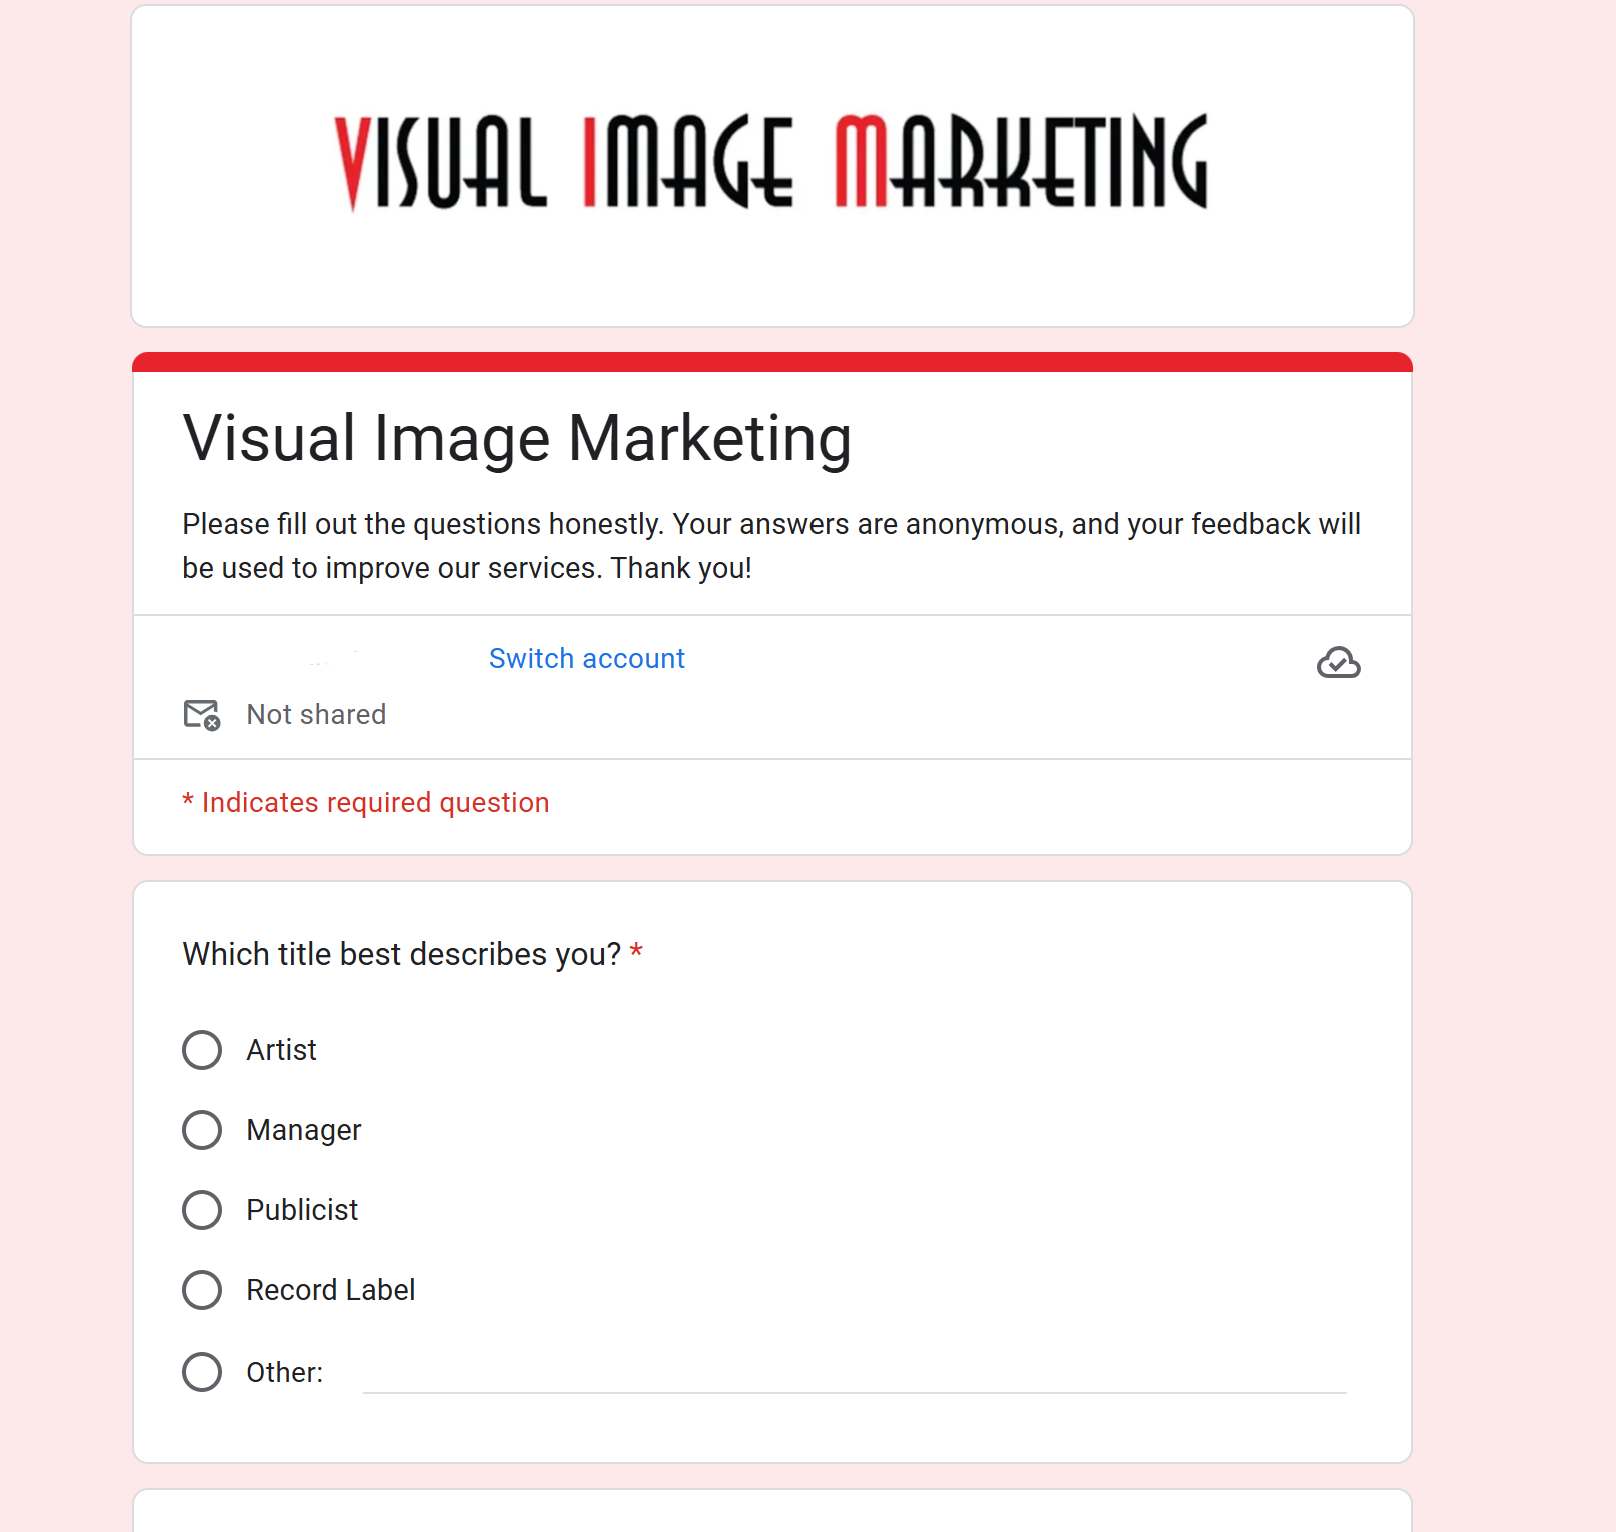 VISUAL IMAGE MARKETING
Visual Image Marketing
Please fill out the questions honestly. Your answers are anonymous, and your feedback will
be used to improve our services. Thank you!
Switch account
Not shared
* Indicates required question
Which title best describes you? *
Artist
Manager
Publicist
Record Label
Other: